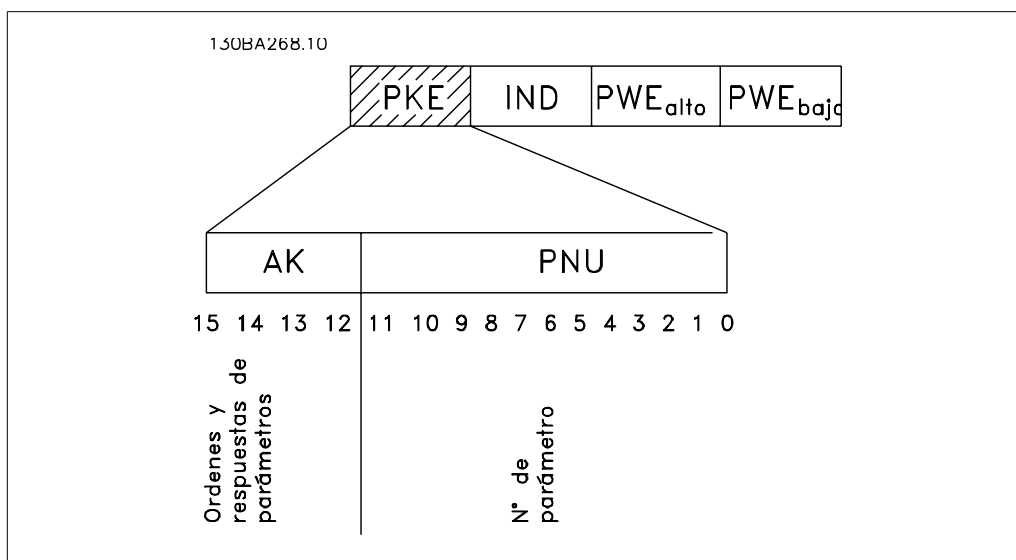 130BA268.10
PKE IND PWEalto PWEbajo
AK PNU
15 14 13 12 11 10 9 8 7 6 5 4 3 2 1 0
Ordenes y
respuestas de
parámetros
N° de
parámetro